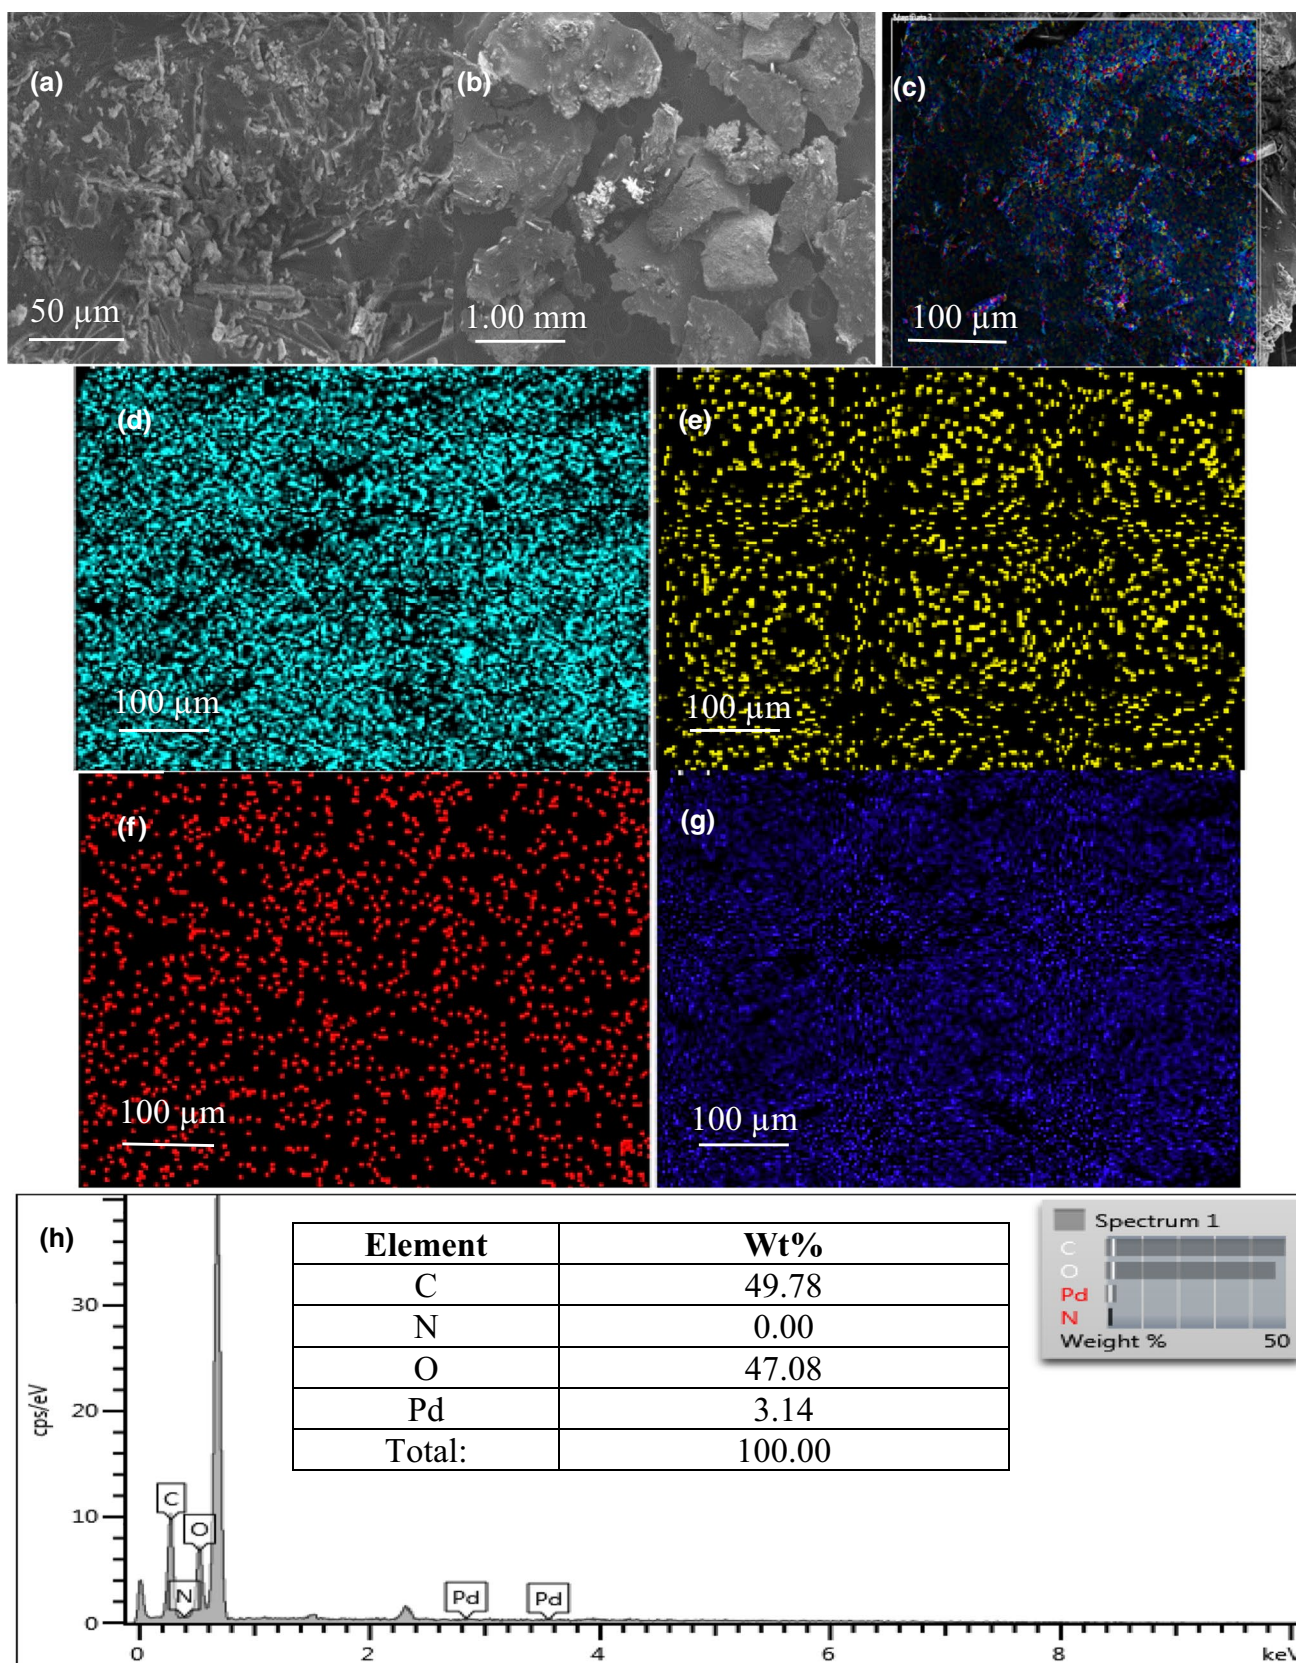 (a)
50 µm
(b)
1.00 mm
Spectrum 1
(c)
100 µm
(d)
100 µm
(e)
100 µm
(f)
100 µm
(g)
100 µm
(h)
Element Wt%
C 49.78
N 0.00
O 47.08
Pd 3.14
Total: 100.00
Spectrum 1
C
O
Pd
N
Weight % 50
cps/eV
30
20
10
0
C
O
N
Pd
Pd
0 2 4 6 8 keV